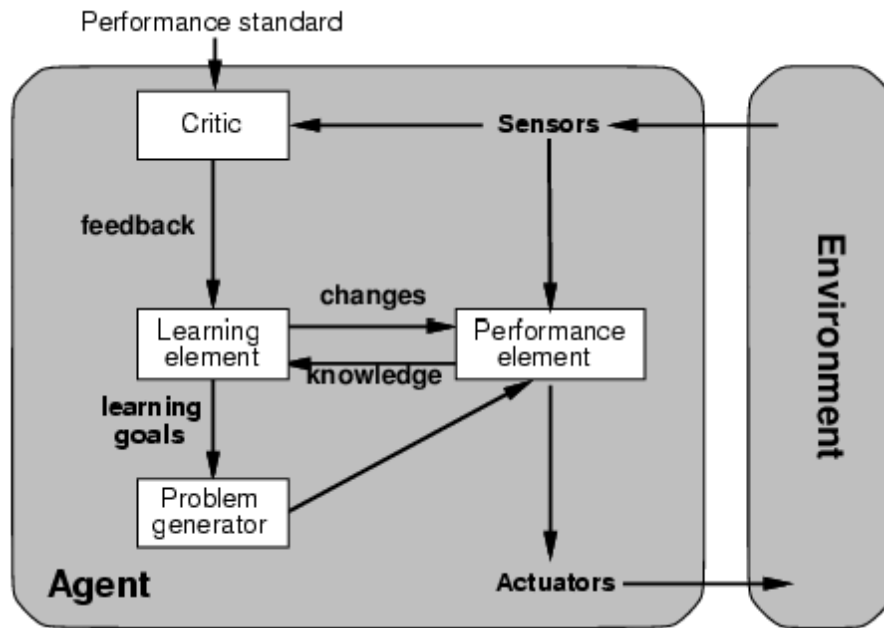 Performance standard
Critic
Sensors
feedback
changes
Learning
element
Performance
element
knowledge
learning
goals
Problem
generator
Agent
Actuators
Environment